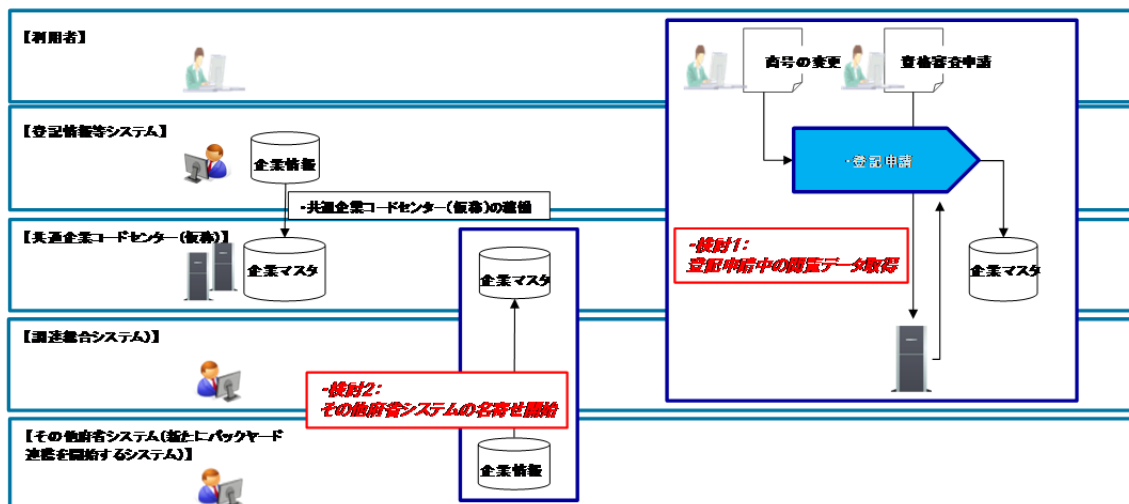 【利用者】
商号の変更
資格審査申請
【登記情報等システム】
企業情報
・登記申請
・共通企業コードセンター(仮称)の整備
【共通企業コードセンター(仮称)】
企業マスタ
企業マスタ
企業マスタ
・検討1:
登記申請中の閲覧データ取得
【調達総合システム)】
・検討2:
その他府省システムの名寄せ開始
【その他府省システム(新たにバックヤード
連携を開始するシステム)】
企業情報